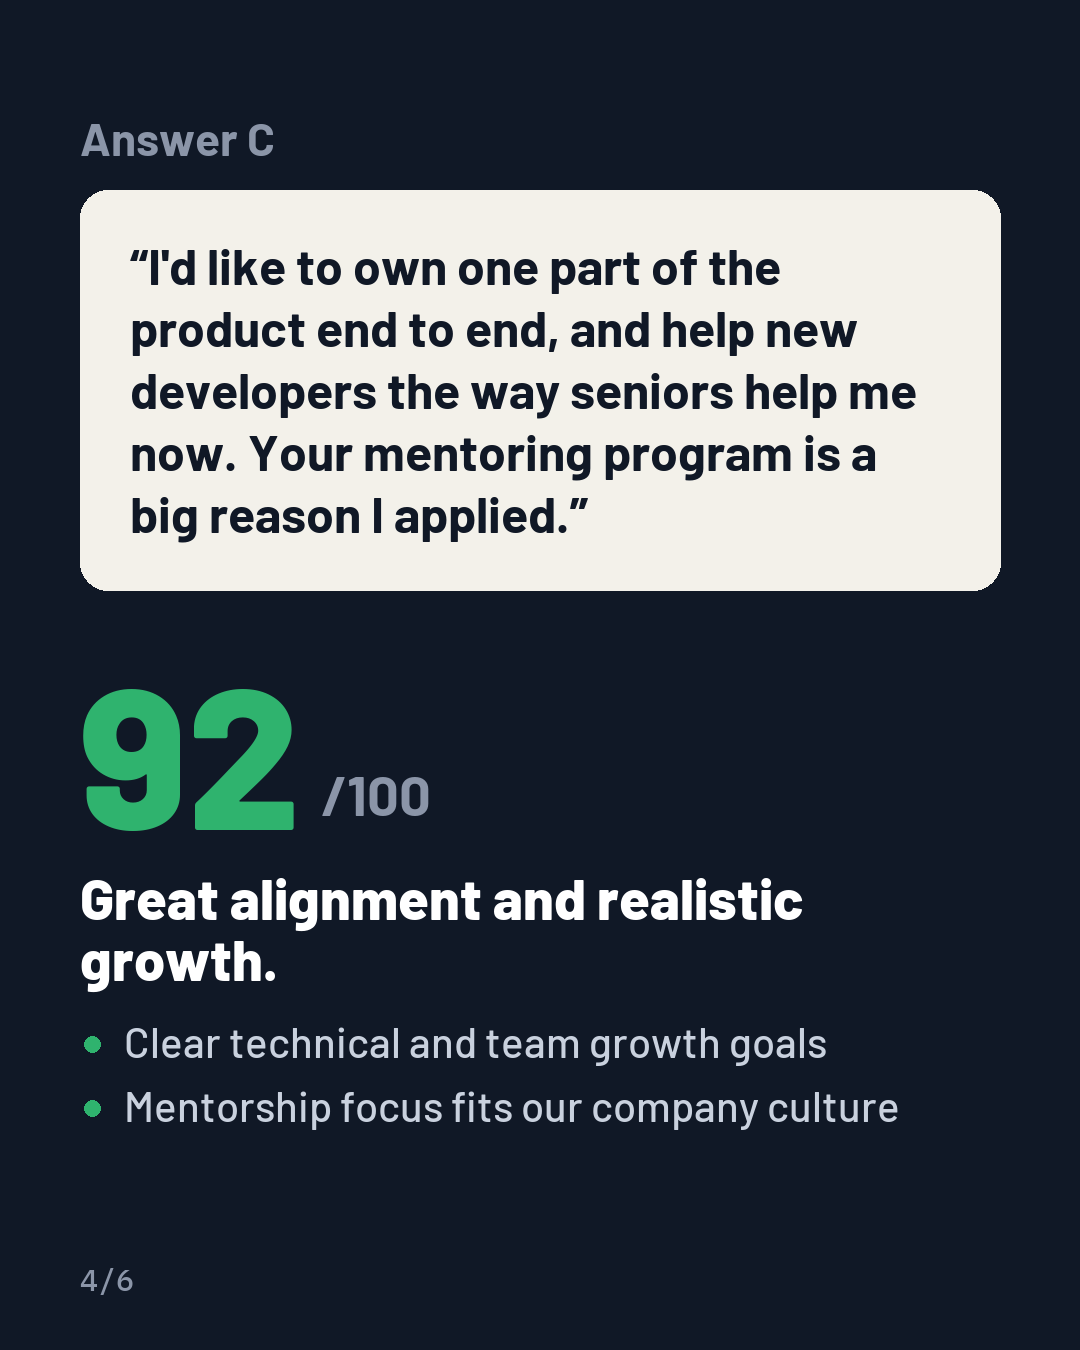 Answer C
“I'd like to own one part of the
product end to end, and help new
developers the way seniors help me
now. Your mentoring program is a
big reason I applied.”
92 /100
Great alignment and realistic
growth.
• Clear technical and team growth goals
• Mentorship focus fits our company culture
4/6